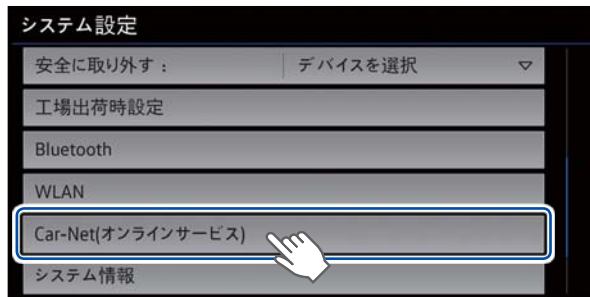 システム設定
安全に取り外す： デバイスを選択
工場出荷時設定
Bluetooth
WLAN
Car-Net(オンラインサービス)
システム情報